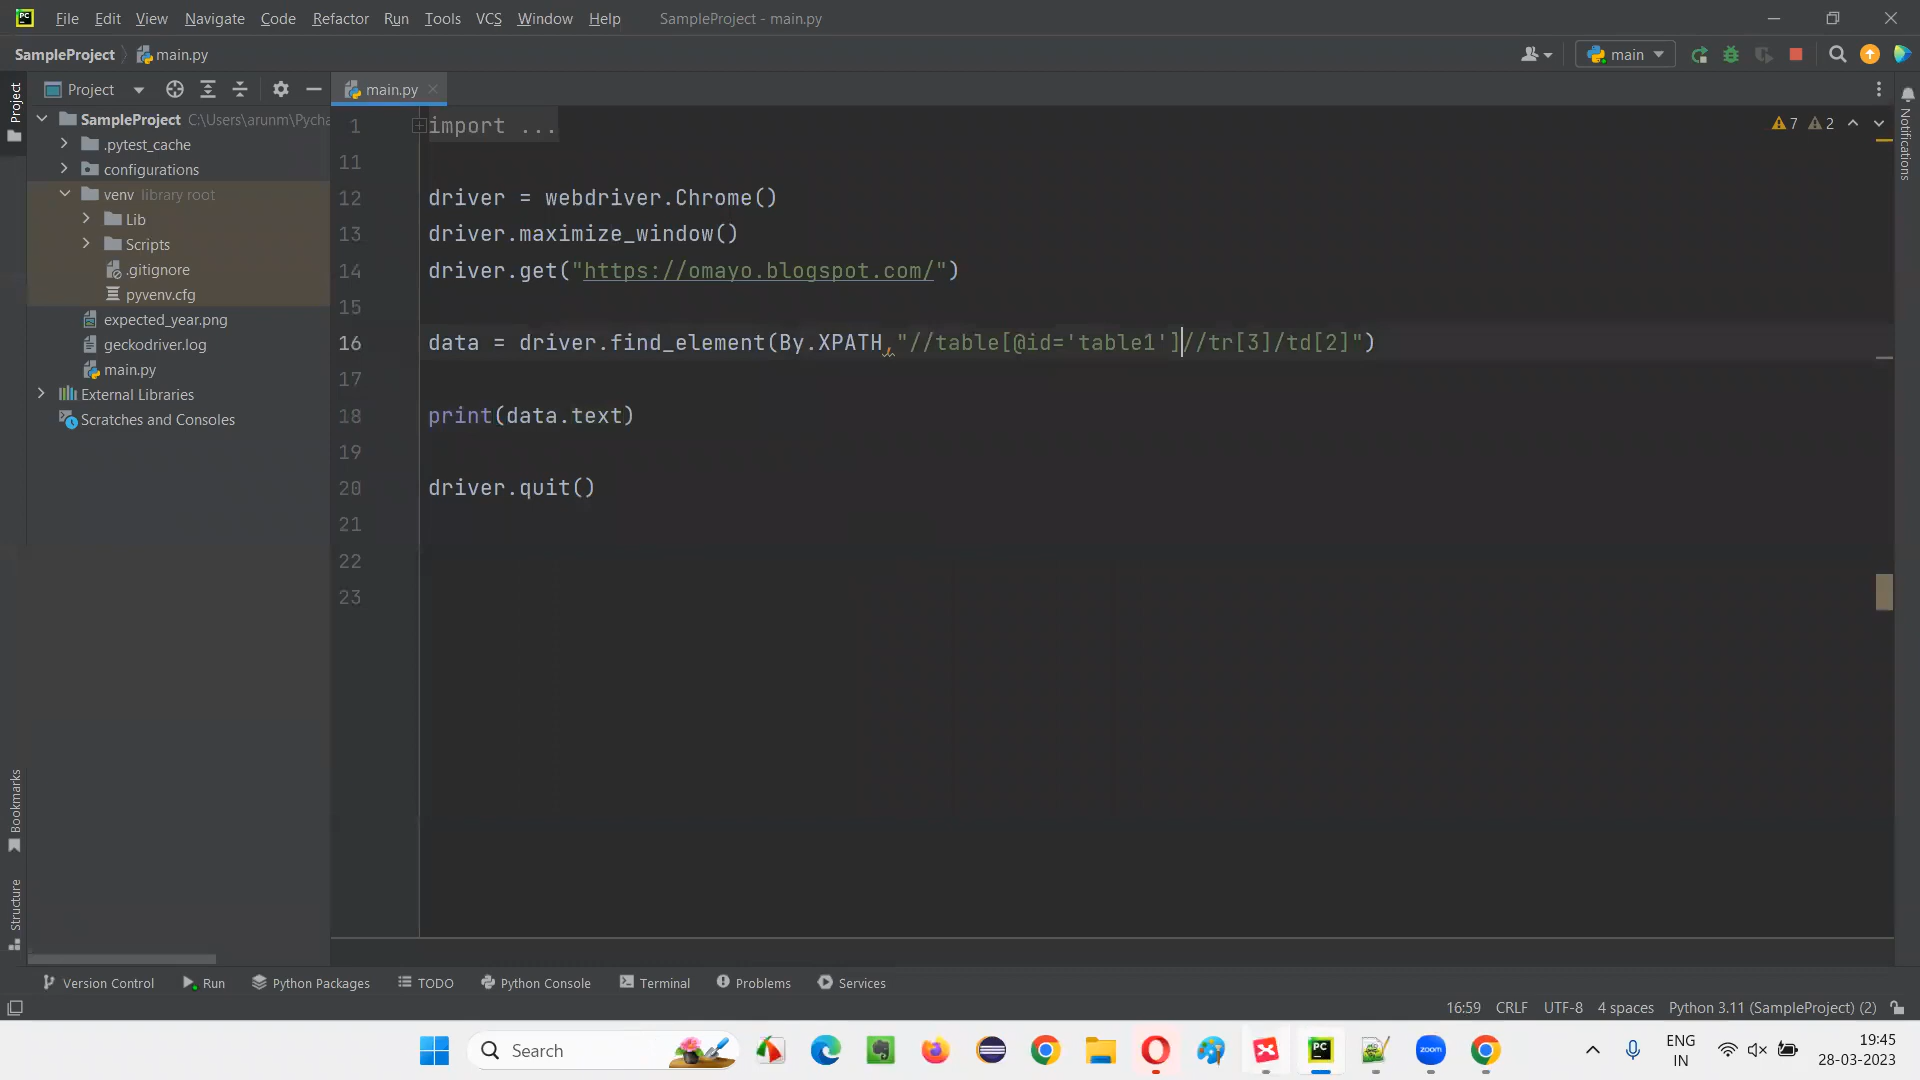 PC File Edit View Navigate Code Refactor Run Tools VCS Window Help SampleProject - main.py
SampleProject main.py main
Project main.py
Project
SampleProject C:\Users\arunm\Pycha
.pytest_cache
configurations
venv library root
Lib
Scripts
.gitignore
pyvenv.cfg
expected_year.png
geckodriver.log
main.py
External Libraries
Scratches and Consoles
1 import ...
11
12 driver = webdriver.Chrome()
13 driver.maximize_window()
14 driver.get("https://omayo.blogspot.com/")
15
16 data = driver.find_element(By.XPATH,"//table[@id='table1']//tr[3]/td[2]")
17
18 print(data.text)
19
20 driver.quit()
21
22
23
7 2
Notifications
Bookmarks
Structure
Version Control Run Python Packages TODO Python Console Terminal Problems Services
16:59 CRLF UTF-8 4 spaces Python 3.11 (SampleProject) (2)
Search PC zoom ENG 19:45
IN 28-03-2023